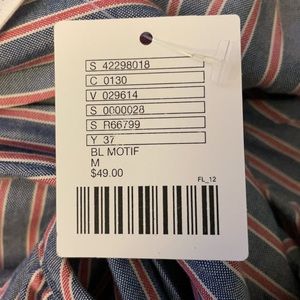 S 42298018
C 0130
V 029614
S 0000028
S R66799
Y 37
BL MOTIF
M
$49.00
FL_12